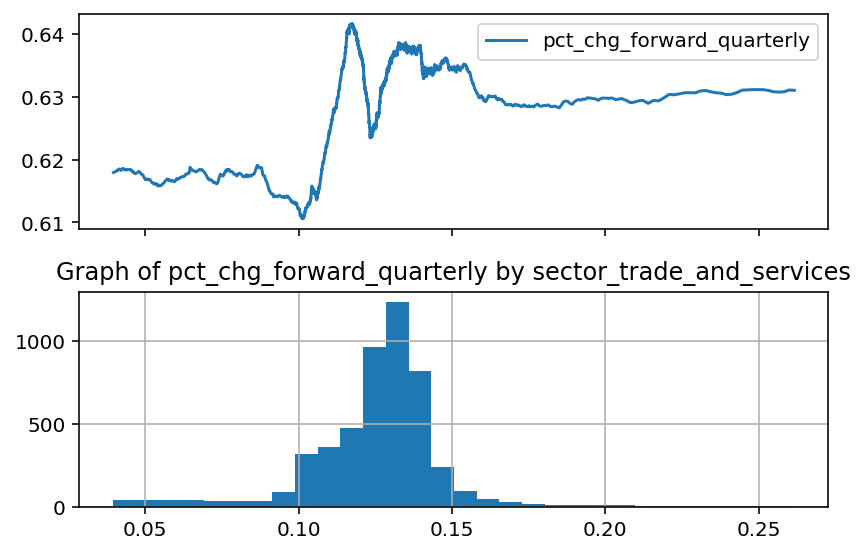 0.64
0.63
0.62
0.61
pct_chg_forward_quarterly
Graph of pct_chg_forward_quarterly by sector_trade_and_services
1000
500
0
0.05 0.10 0.15 0.20 0.25